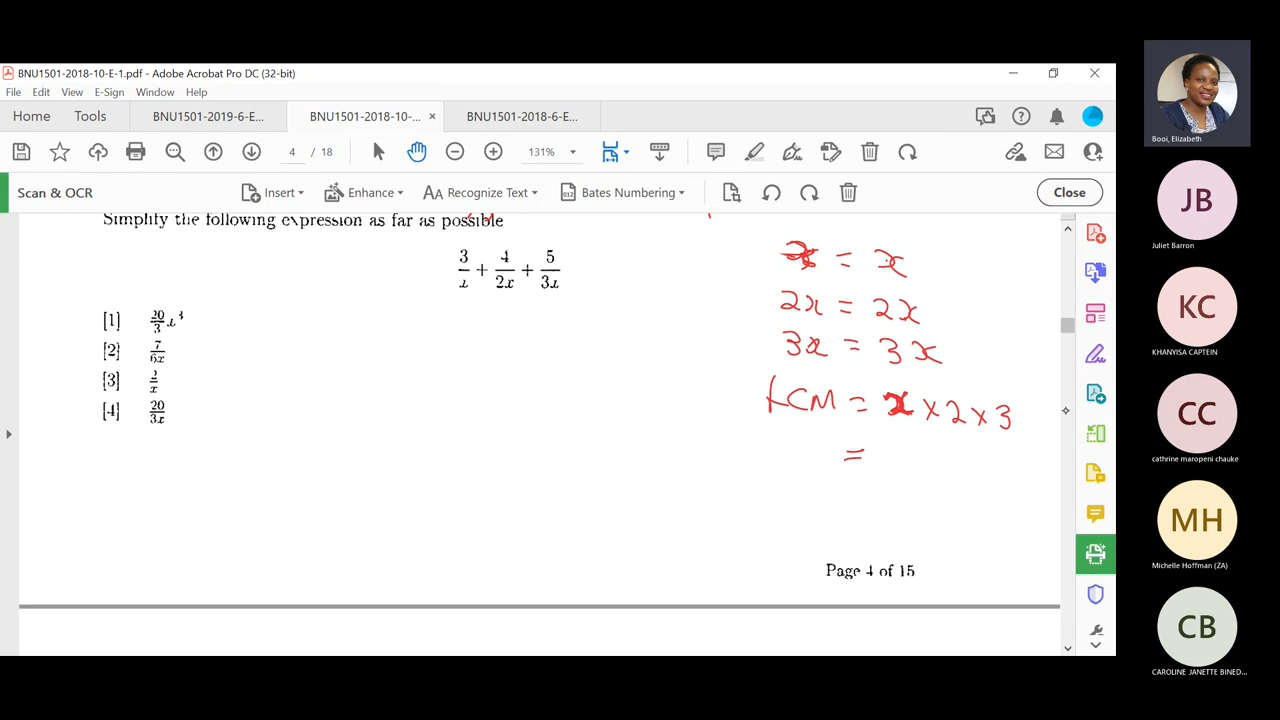 BNU1501-2018-10-E-1.pdf - Adobe Acrobat Pro DC (32-bit)
File Edit View E-Sign Window Help
Home Tools BNU1501-2019-6-E... BNU1501-2018-10-... × BNU1501-2018-6-E...
4 / 18 131%
Scan & OCR Insert Enhance Recognize Text Bates Numbering Close
Simplify the following expression as far as possible
3/x + 4/2x + 5/3x
[1] 20/3 x³
[2] 7/6x
[3] 2/x
[4] 20/3x
= x
2x = 2x
3x = 3x
LCM = x × 2 × 3
=
Page 4 of 15
Booi, Elizabeth
JB
Juliet Barron
KC
KHANYISA CAPTEIN
CC
cathrine maropeni chauke
MH
Michelle Hoffman (ZA)
CB
CAROLINE JANETTE BINED...